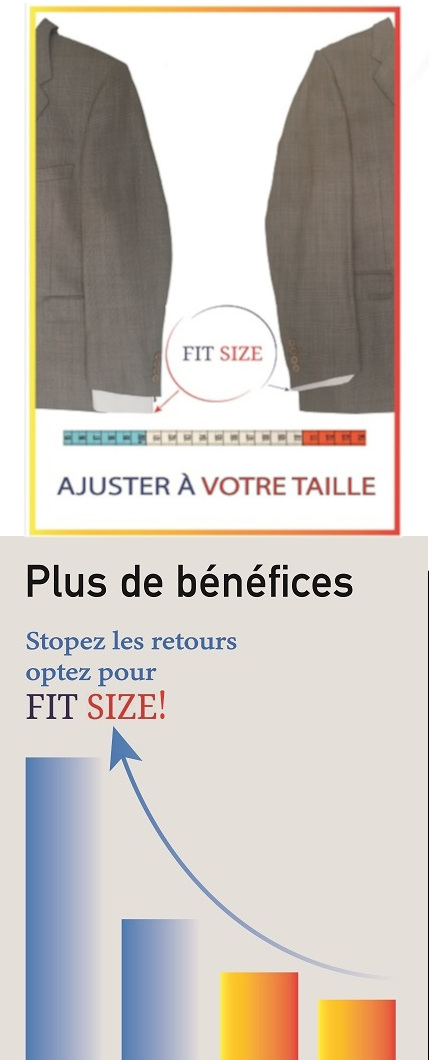 FIT SIZE
AJUSTER À VOTRE TAILLE
Plus de bénéfices
Stopez les retours
optez pour
FIT SIZE!